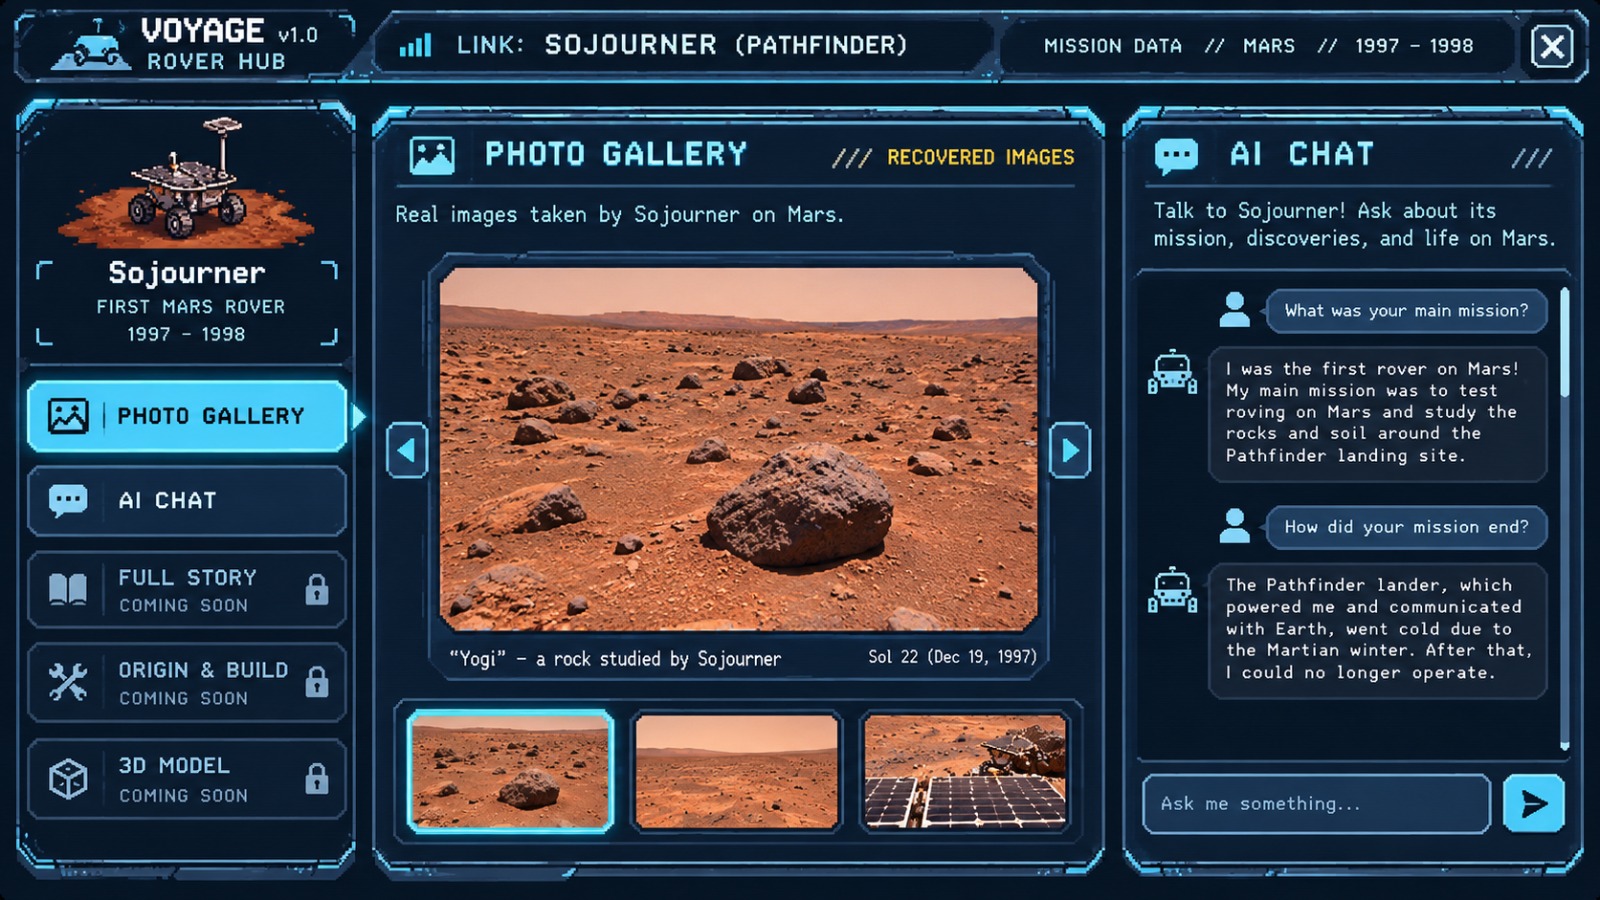 VOYAGE v1.0
ROVER HUB
LINK: SOJOURNER (PATHFINDER)
MISSION DATA // MARS // 1997 - 1998
Sojourner
FIRST MARS ROVER
1997 - 1998
PHOTO GALLERY
AI CHAT
FULL STORY
COMING SOON
ORIGIN & BUILD
COMING SOON
3D MODEL
COMING SOON
PHOTO GALLERY
/// RECOVERED IMAGES
Real images taken by Sojourner on Mars.
“Yogi” – a rock studied by Sojourner
Sol 22 (Dec 19, 1997)
AI CHAT
///
Talk to Sojourner! Ask about its
mission, discoveries, and life on Mars.
What was your main mission?
I was the first rover on Mars!
My main mission was to test
roving on Mars and study the
rocks and soil around the
Pathfinder landing site.
How did your mission end?
The Pathfinder lander, which
powered me and communicated
with Earth, went cold due to
the Martian winter. After that,
I could no longer operate.
Ask me something...